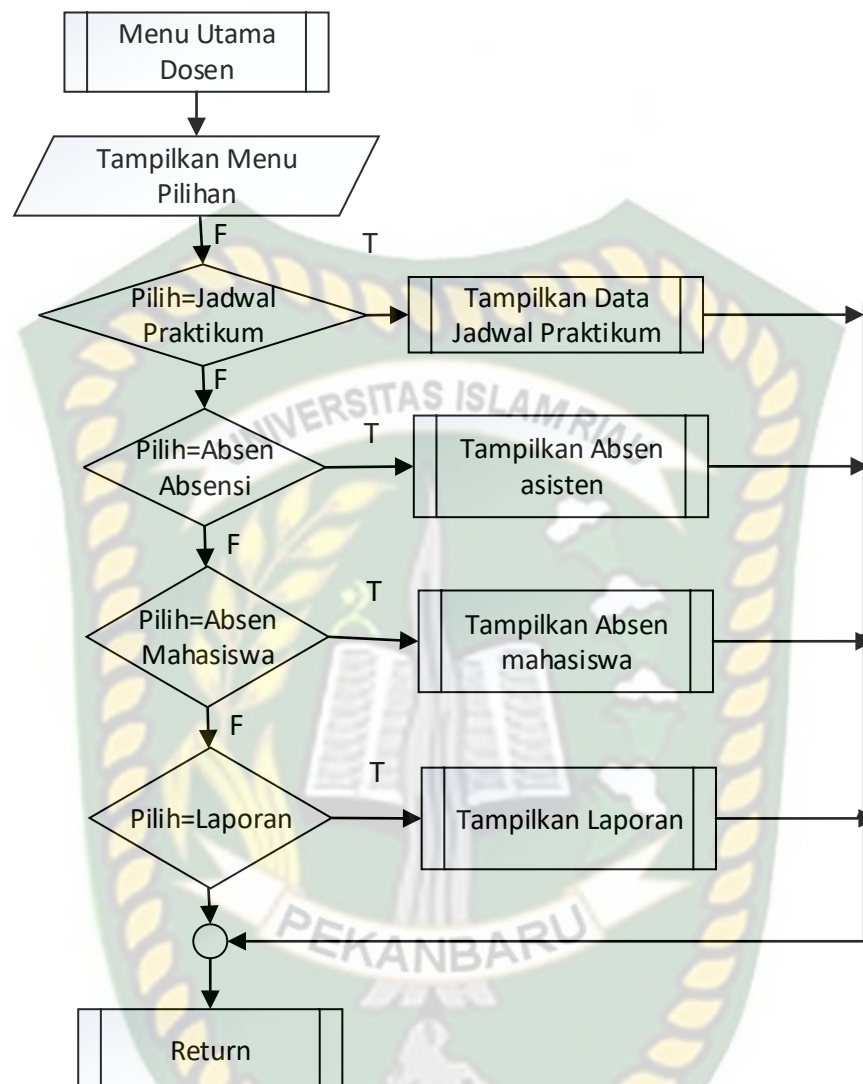 Menu Utama
Dosen
Tampilkan Menu
Pilihan
F
T
Pilih=Jadwal
Praktikum
Tampilkan Data
Jadwal Praktikum
F
UNIVERSITAS ISLAM RIAU
T
Pilih=Absen
Absensi
Tampilkan Absen
asisten
F
T
Pilih=Absen
Mahasiswa
Tampilkan Absen
mahasiswa
F
T
Pilih=Laporan
Tampilkan Laporan
PEKANBARU
Return